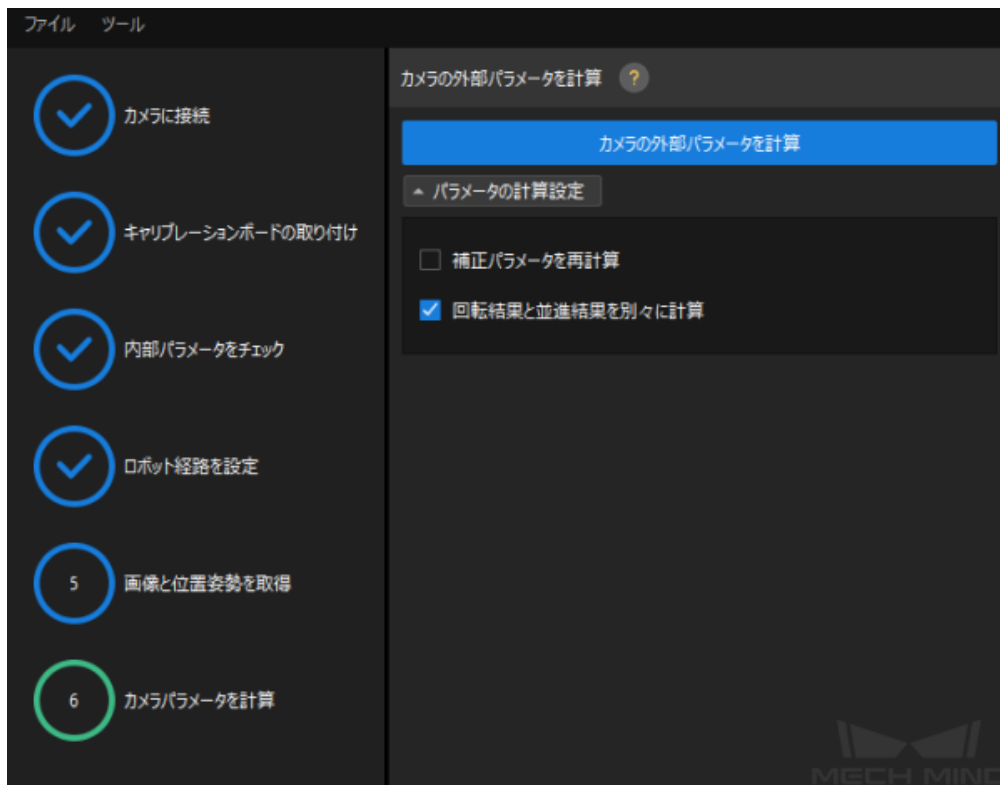 ファイル ツール
カメラに接続
キャリブレーションボードの取り付け
内部パラメータをチェック
ロボット経路を設定
5 画像と位置姿勢を取得
6 カメラパラメータを計算
カメラの外部パラメータを計算 ?
カメラの外部パラメータを計算
パラメータの計算設定
補正パラメータを再計算
回転結果と並進結果を別々に計算
MECH MIND